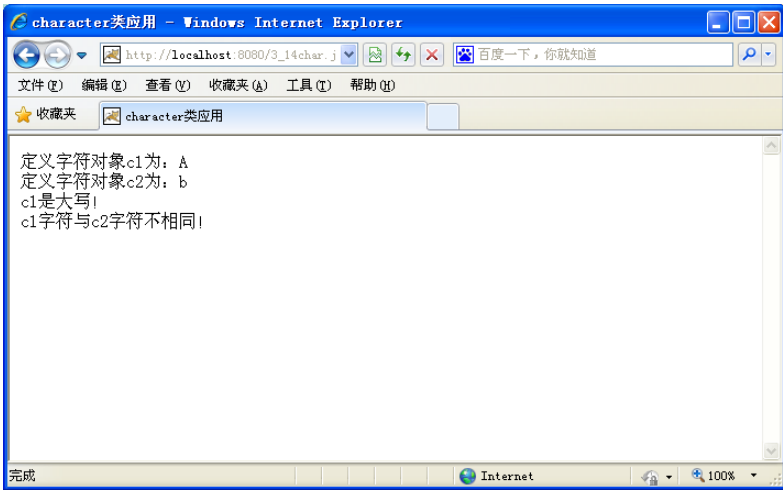 character类应用 - Windows Internet Explorer
http://localhost:8080/3_14char.j
百度一下，你就知道
文件(F) 编辑(E) 查看(V) 收藏夹(A) 工具(T) 帮助(H)
收藏夹 character类应用
定义字符对象c1为: A
定义字符对象c2为: b
c1是大写!
c1字符与c2字符不相同!
完成 Internet 100%